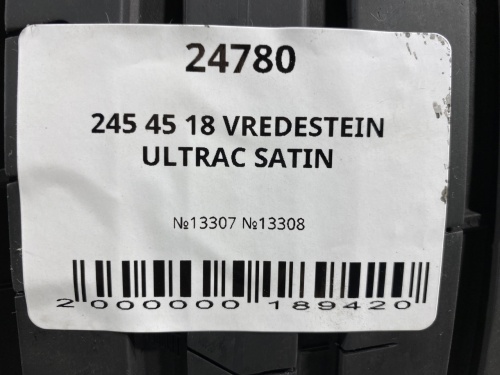 24780
245 45 18 VREDESTEIN
ULTRAC SATIN
№13307 №13308
2 000000 189420